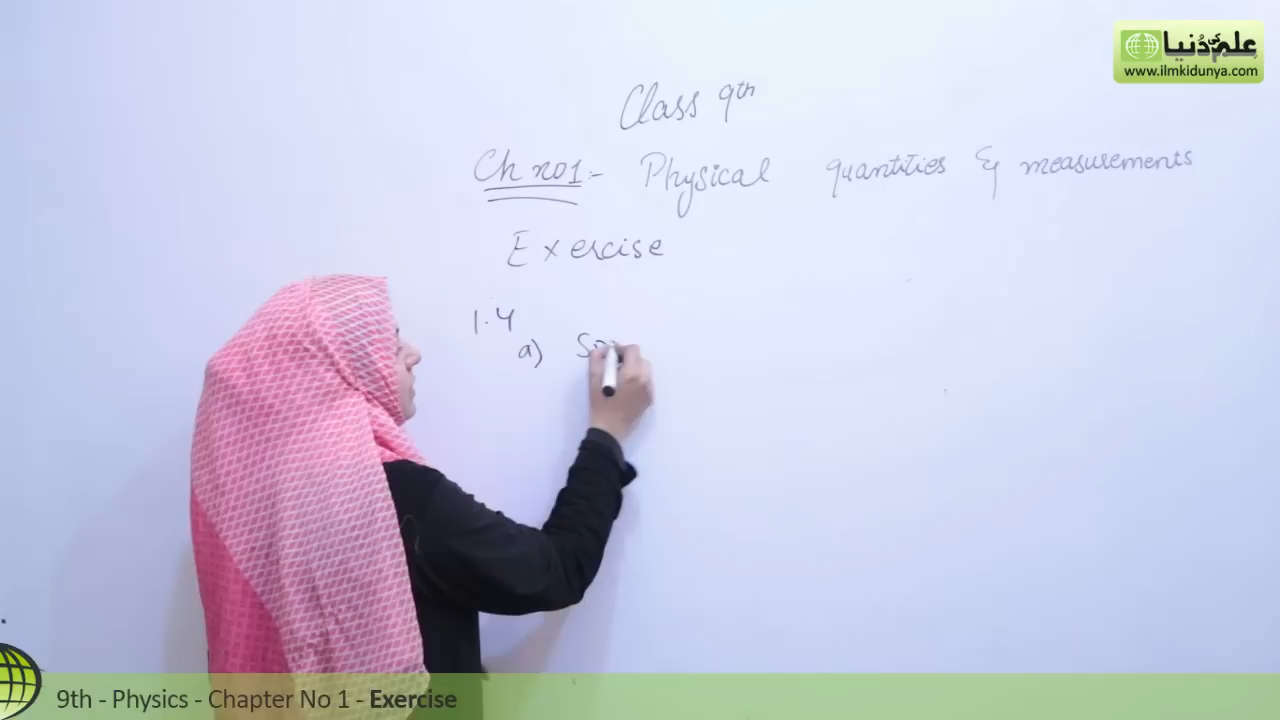 علم کی دُنیا
www.ilmkidunya.com
Class 9th
Ch no1:- Physical quantities & measurements
Exercise
1.4
a)
9th - Physics - Chapter No 1 - Exercise